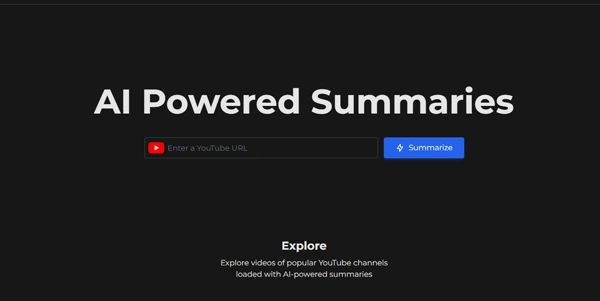 AI Powered Summaries
Enter a YouTube URL
Summarize
Explore
Explore videos of popular YouTube channels
loaded with AI-powered summaries